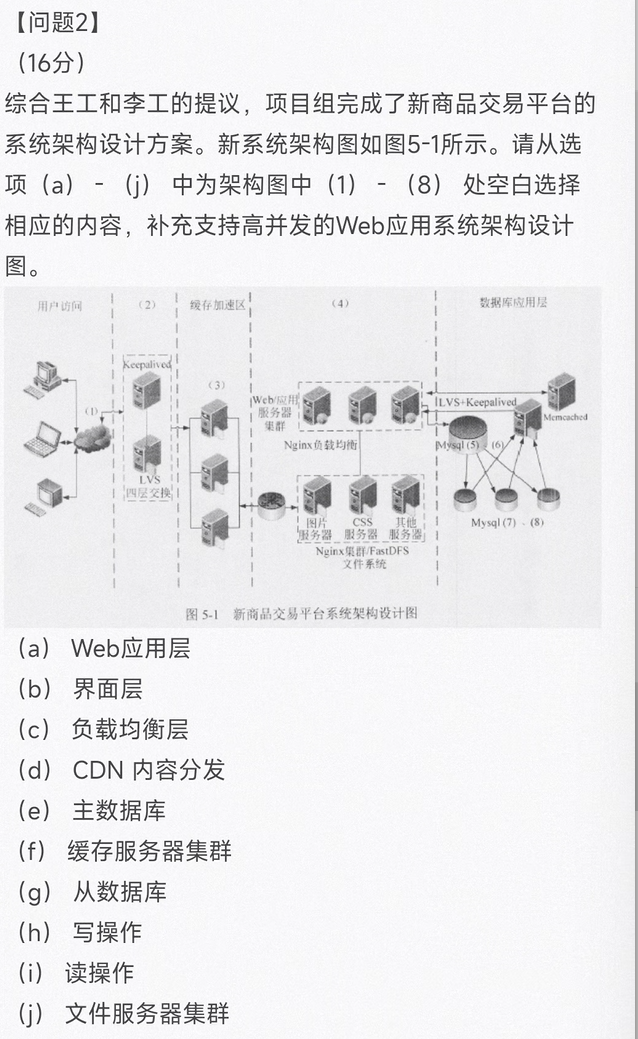 【问题2】
（16分）
综合王工和李工的提议，项目组完成了新商品交易平台的
系统架构设计方案。新系统架构图如图5-1所示。请从选
项（a）-（j）中为架构图中（1）-（8）处空白选择
相应的内容，补充支持高并发的Web应用系统架构设计
图。
用户访问
（2）
缓存加速区
（4）
数据库应用层
（1）
Keepalived
LVS
四层交换
（3）
Web/应用
服务器
集群
Nginx负载均衡
图片
服务器
CSS
服务器
其他
服务器
Nginx集群/FastDFS
文件系统
LVS+Keepalived
Memcached
Mysql (5)
(6)
Mysql (7) . (8)
图 5-1 新商品交易平台系统架构设计图
（a） Web应用层
（b） 界面层
（c） 负载均衡层
（d） CDN 内容分发
（e） 主数据库
（f） 缓存服务器集群
（g） 从数据库
（h） 写操作
（i） 读操作
（j） 文件服务器集群